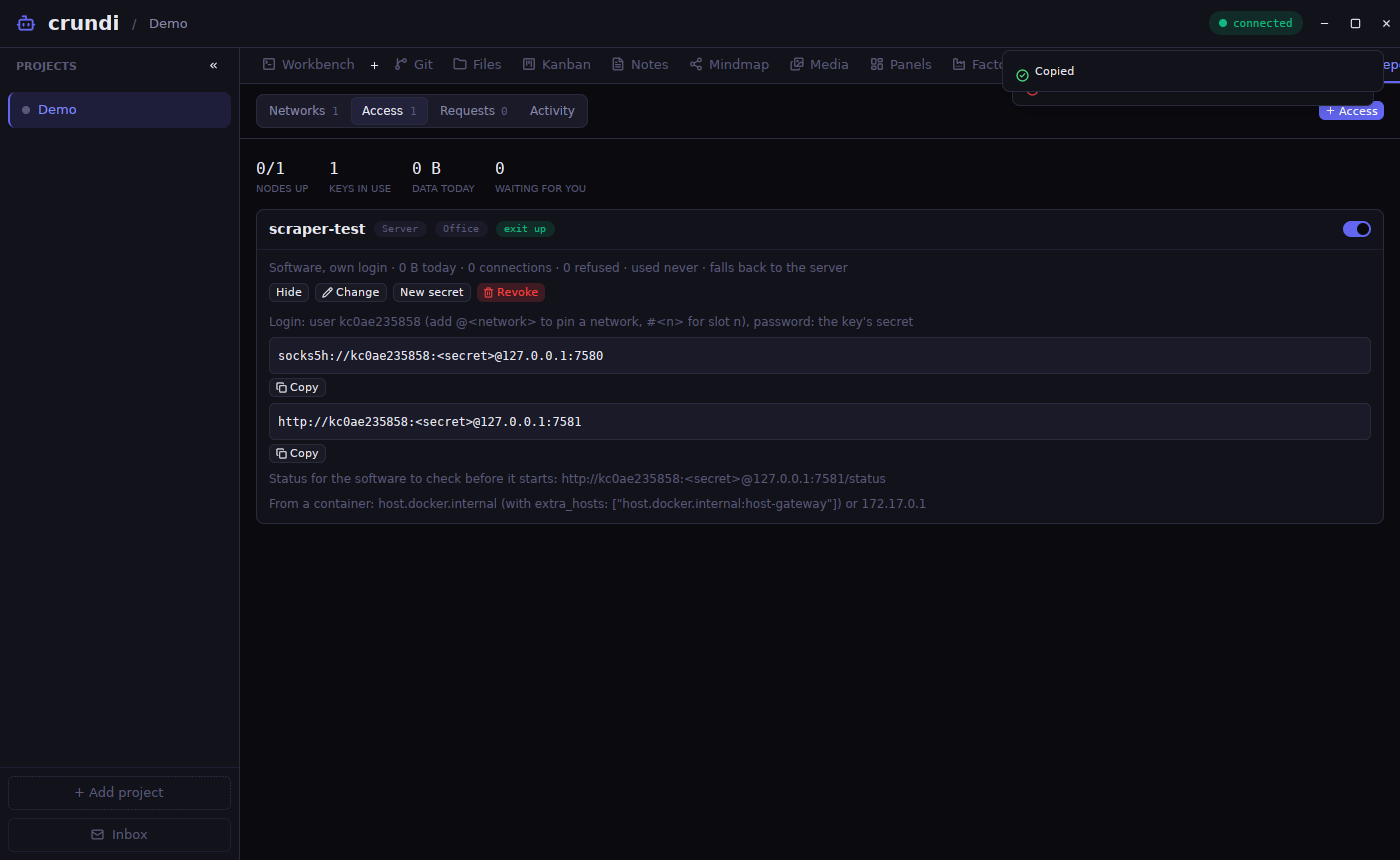 crundi / Demo
connected
PROJECTS «
Demo
Workbench + Git Files Kanban Notes Mindmap Media Panels
Copied
Networks 1 Access 1 Requests 0 Activity
+ Access
0/1 1 0 B 0
NODES UP KEYS IN USE DATA TODAY WAITING FOR YOU
scraper-test Server Office exit up
Software, own login · 0 B today · 0 connections · 0 refused · used never · falls back to the server
Hide Change New secret Revoke
Login: user kc0ae235858 (add @<network> to pin a network, #<n> for slot n), password: the key's secret
socks5h://kc0ae235858:<secret>@127.0.0.1:7580
Copy
http://kc0ae235858:<secret>@127.0.0.1:7581
Copy
Status for the software to check before it starts: http://kc0ae235858:<secret>@127.0.0.1:7581/status
From a container: host.docker.internal (with extra_hosts: ["host.docker.internal:host-gateway"]) or 172.17.0.1
+ Add project
Inbox